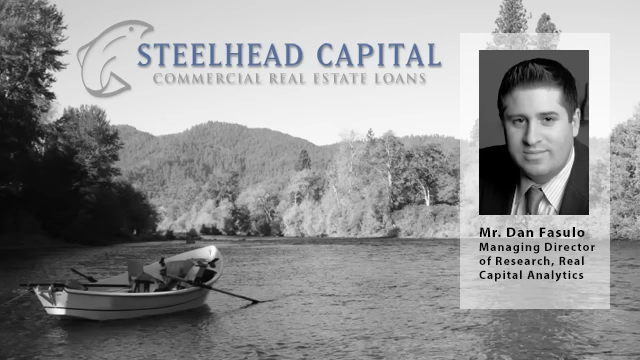 STEELHEAD CAPITAL
COMMERCIAL REAL ESTATE LOANS
Mr. Dan Fasulo
Managing Director
of Research, Real
Capital Analytics